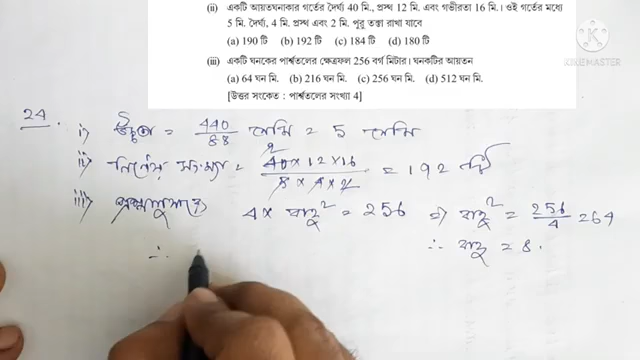 (ii) একটি আয়তঘনাকার গর্তের দৈর্ঘ্য 40 মি., প্রস্থ 12 মি. এবং গভীরতা 16 মি.। ওই গর্তের মধ্যে
5 মি. দৈর্ঘ্য, 4 মি. প্রস্থ এবং 2 মি. পুরু তক্তা রাখা যাবে
(a) 190 টি (b) 192 টি (c) 184 টি (d) 180 টি
(iii) একটি ঘনকের পার্শ্বতলের ক্ষেত্রফল 256 বর্গ মিটার। ঘনকটির আয়তন
(a) 64 ঘন মি. (b) 216 ঘন মি. (c) 256 ঘন মি. (d) 512 ঘন মি.
[উত্তর সংকেত : পার্শ্বতলের সংখ্যা 4]
KINEMASTER
24.
i) উচ্চতা = 440/88 সেমি = 5 সেমি
ii) নির্ণেয় সংখ্যা = 40 × 12 × 16 / 5 × 4 × 2 = 192 টি
iii) প্রশ্নানুসারে, 4 × বাহু² = 256 ⇒ বাহু² = 256/4 = 64
∴ বাহু = 8.
∴